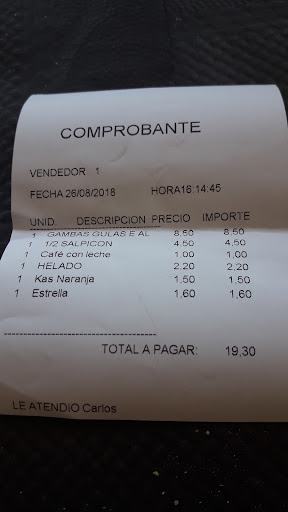 COMPROBANTE
VENDEDOR 1
FECHA 26/08/2018 HORA16:14:45
UNID. DESCRIPCION PRECIO IMPORTE
1 GAMBAS GULAS E AL 8,50 8,50
1 1/2 SALPICON 4,50 4,50
1 Café con leche 1,00 1,00
1 HELADO 2,20 2,20
1 Kas Naranja 1,50 1,50
1 Estrella 1,60 1,60
TOTAL A PAGAR: 19,30
LE ATENDIO Carlos